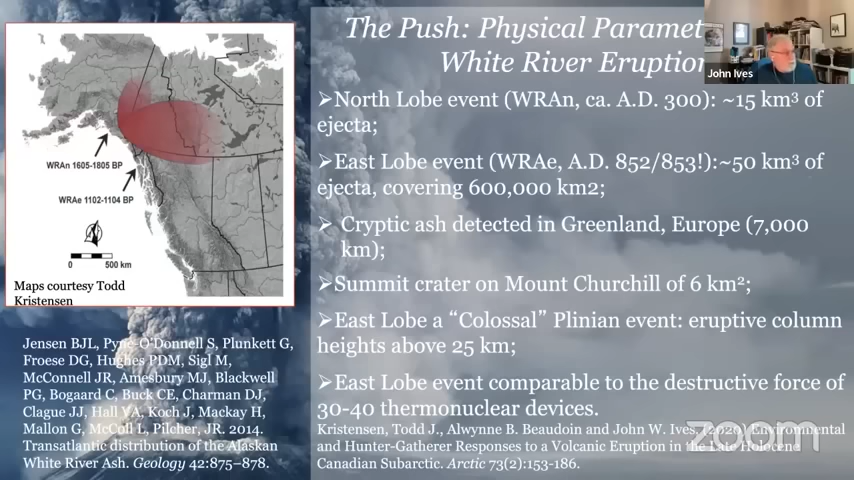 The Push: Physical Paramet
White River Eruption
John Ives
➢North Lobe event (WRAn, ca. A.D. 300): ~15 km³ of
ejecta;
➢East Lobe event (WRAe, A.D. 852/853!):~50 km³ of
ejecta, covering 600,000 km2;
➢ Cryptic ash detected in Greenland, Europe (7,000
km);
➢Summit crater on Mount Churchill of 6 km²;
➢East Lobe a “Colossal” Plinian event: eruptive column
heights above 25 km;
➢East Lobe event comparable to the destructive force of
30-40 thermonuclear devices.
Kristensen, Todd J., Alwynne B. Beaudoin and John W. Ives. (2020) Environmental
and Hunter-Gatherer Responses to a Volcanic Eruption in the Late Holocene
Canadian Subarctic. Arctic 73(2):153-186.
WRAn 1605-1805 BP
WRAe 1102-1104 BP
N
0 500 km
Maps courtesy Todd
Kristensen
Jensen BJL, Pyne-O'Donnell S, Plunkett G,
Froese DG, Hughes PDM, Sigl M,
McConnell JR, Amesbury MJ, Blackwell
PG, Bogaard C, Buck CE, Charman DJ,
Clague JJ, Hall VA, Koch J, Mackay H,
Mallon G, McColl L, Pilcher, JR. 2014.
Transatlantic distribution of the Alaskan
White River Ash. Geology 42:875–878.
zoom